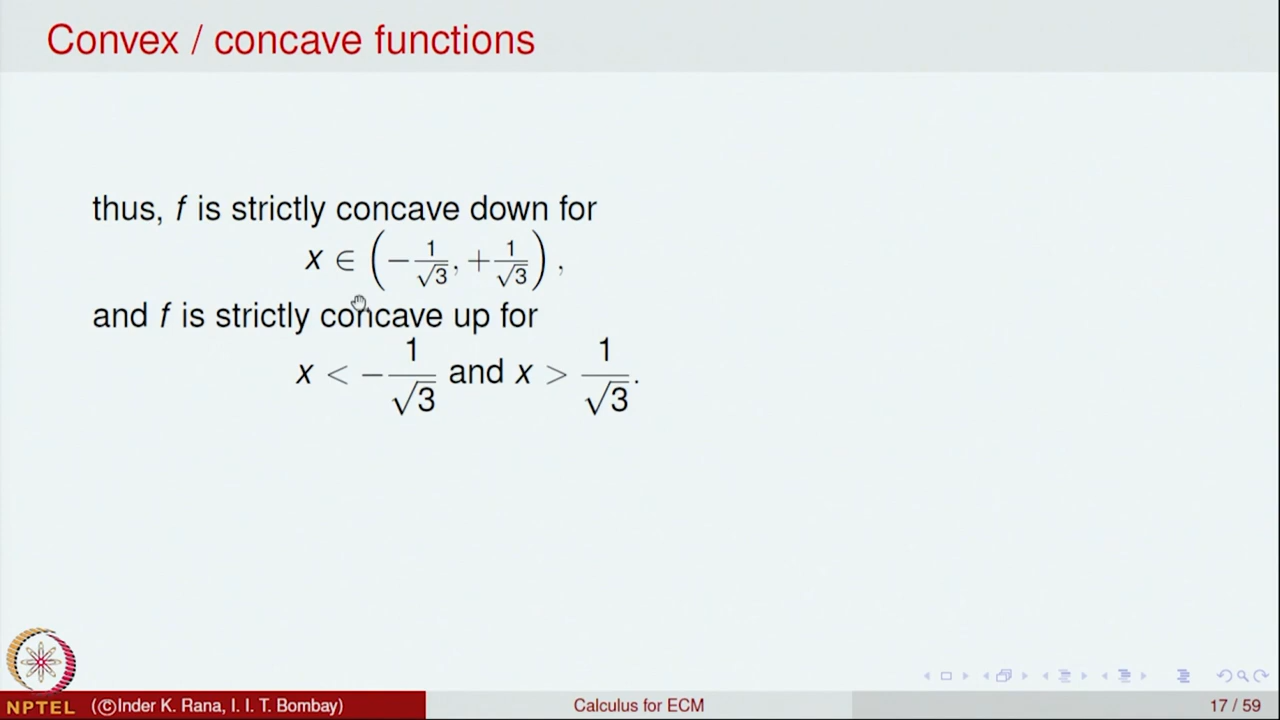 Convex / concave functions
thus, f is strictly concave down for
x ∈ (−1/√3, +1/√3),
and f is strictly concave up for
x < −1/√3 and x > 1/√3.
NPTEL (©Inder K. Rana, I. I. T. Bombay) Calculus for ECM 17 / 59